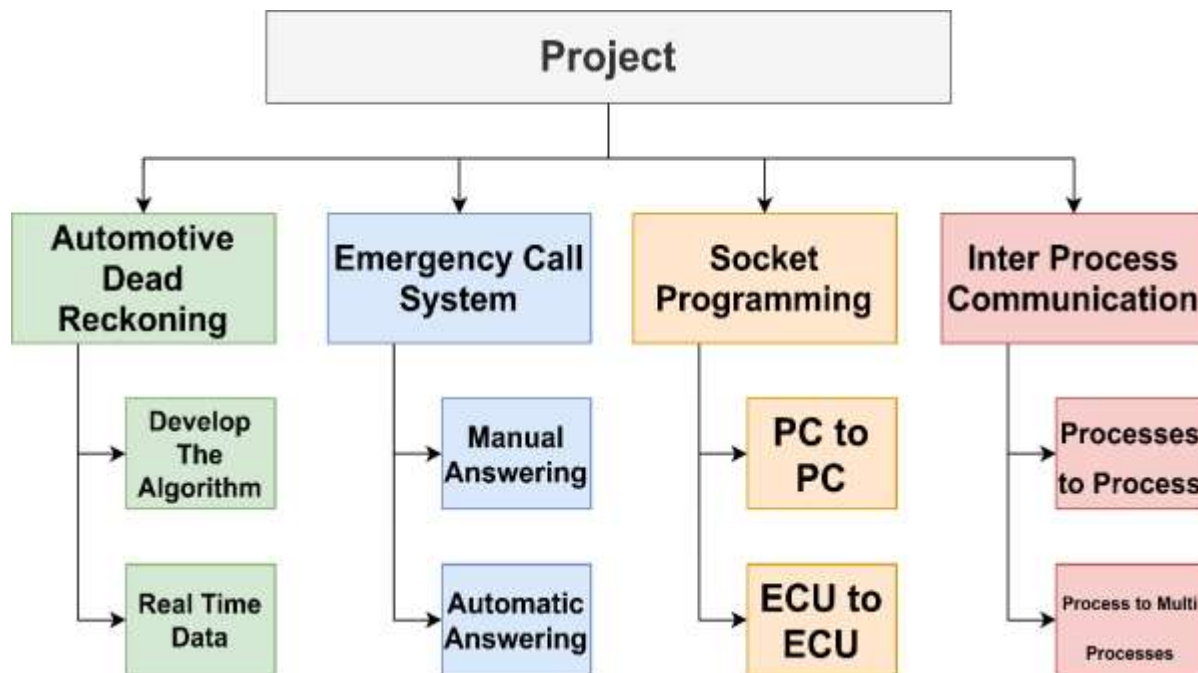 Project
Automotive
Dead
Reckoning
Emergency Call
System
Socket
Programming
Inter Process
Communication
Develop
The
Algorithm
Manual
Answering
PC to
PC
Processes
to Process
Real Time
Data
Automatic
Answering
ECU to
ECU
Process to Multi
Processes